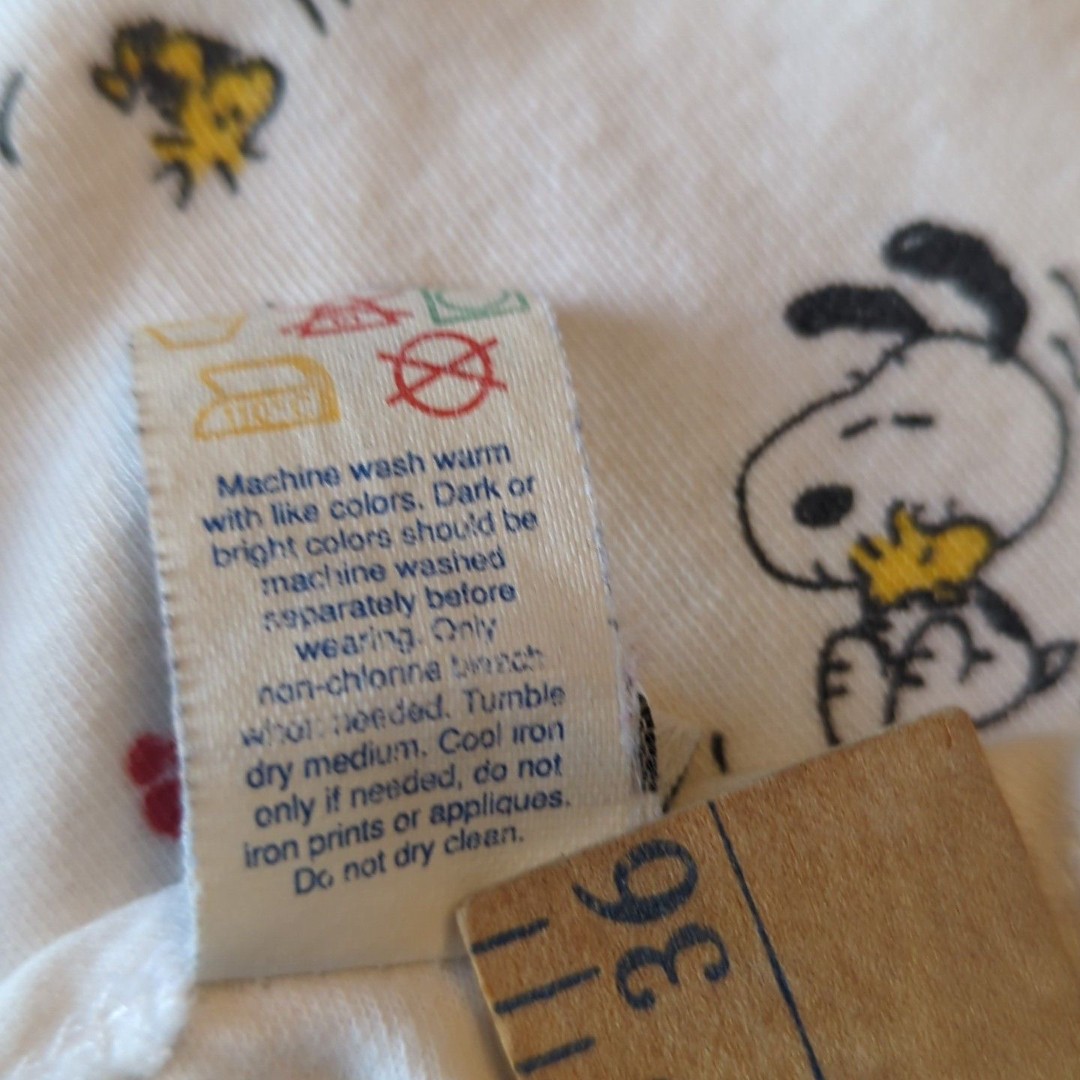 Machine wash warm
with like colors. Dark or
bright colors should be
machine washed
separately before
wearing. Only
non-chlorine bleach
when needed. Tumble
dry medium. Cool iron
only if needed, do not
iron prints or appliques.
Do not dry clean.
36